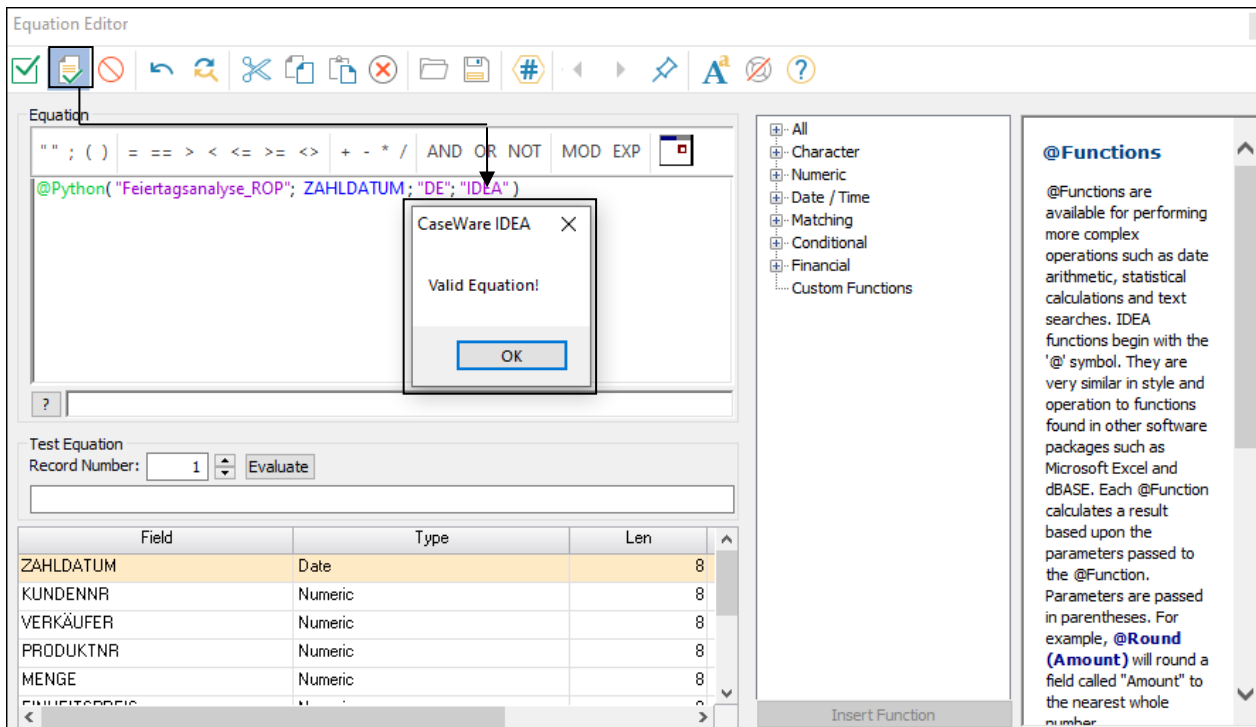 Equation Editor
Equation
" " ; ( ) = == > < <= >= <> + - * / AND OR NOT MOD EXP
@Python( "Feiertagsanalyse_ROP"; ZAHLDATUM ; "DE"; "IDEA" )
CaseWare IDEA
Valid Equation!
OK
?
Test Equation
Record Number: 1 Evaluate
Field Type Len
ZAHLDATUM Date 8
KUNDENNR Numeric 8
VERKÄUFER Numeric 8
PRODUKTNR Numeric 8
MENGE Numeric 8
All
Character
Numeric
Date / Time
Matching
Conditional
Financial
Custom Functions
Insert Function
@Functions
@Functions are
available for performing
more complex
operations such as date
arithmetic, statistical
calculations and text
searches. IDEA
functions begin with the
'@' symbol. They are
very similar in style and
operation to functions
found in other software
packages such as
Microsoft Excel and
dBASE. Each @Function
calculates a result
based upon the
parameters passed to
the @Function.
Parameters are passed
in parentheses. For
example, @Round
(Amount) will round a
field called "Amount" to
the nearest whole
number